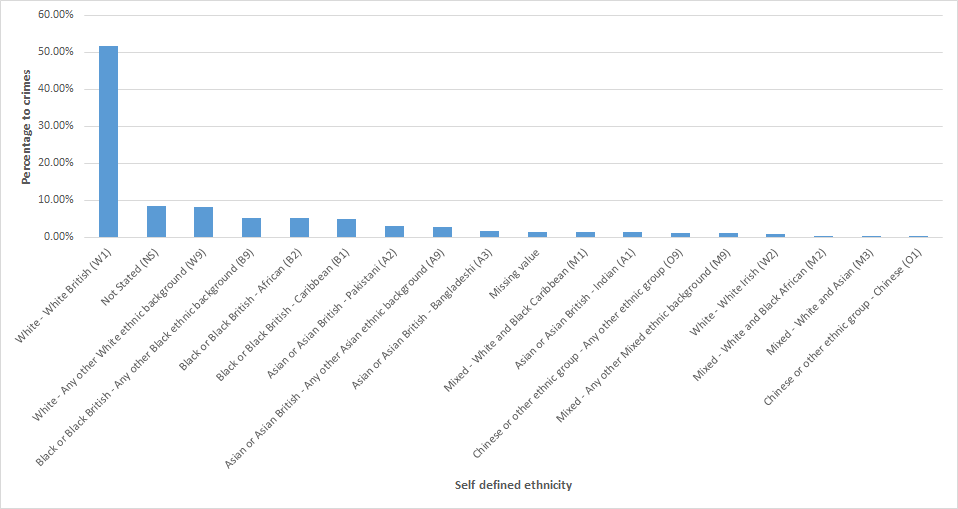 60.00%
50.00%
40.00%
30.00%
20.00%
10.00%
0.00%
Percentage to crimes
White - White British (W1)
Not Stated (NS)
White - Any other White ethnic background (W9)
Black or Black British - Any other Black ethnic background (B9)
Black or Black British - African (B2)
Black or Black British - Caribbean (B1)
Asian or Asian British - Pakistani (A2)
Asian or Asian British - Any other Asian ethnic background (A9)
Asian or Asian British - Bangladeshi (A3)
Missing value
Mixed - White and Black Caribbean (M1)
Asian or Asian British - Indian (A1)
Chinese or other ethnic group - Any other ethnic group (O9)
Mixed - Any other Mixed ethnic background (M9)
White - White Irish (W2)
Mixed - White and Black African (M2)
Mixed - White and Asian (M3)
Chinese or other ethnic group - Chinese (O1)
Self defined ethnicity